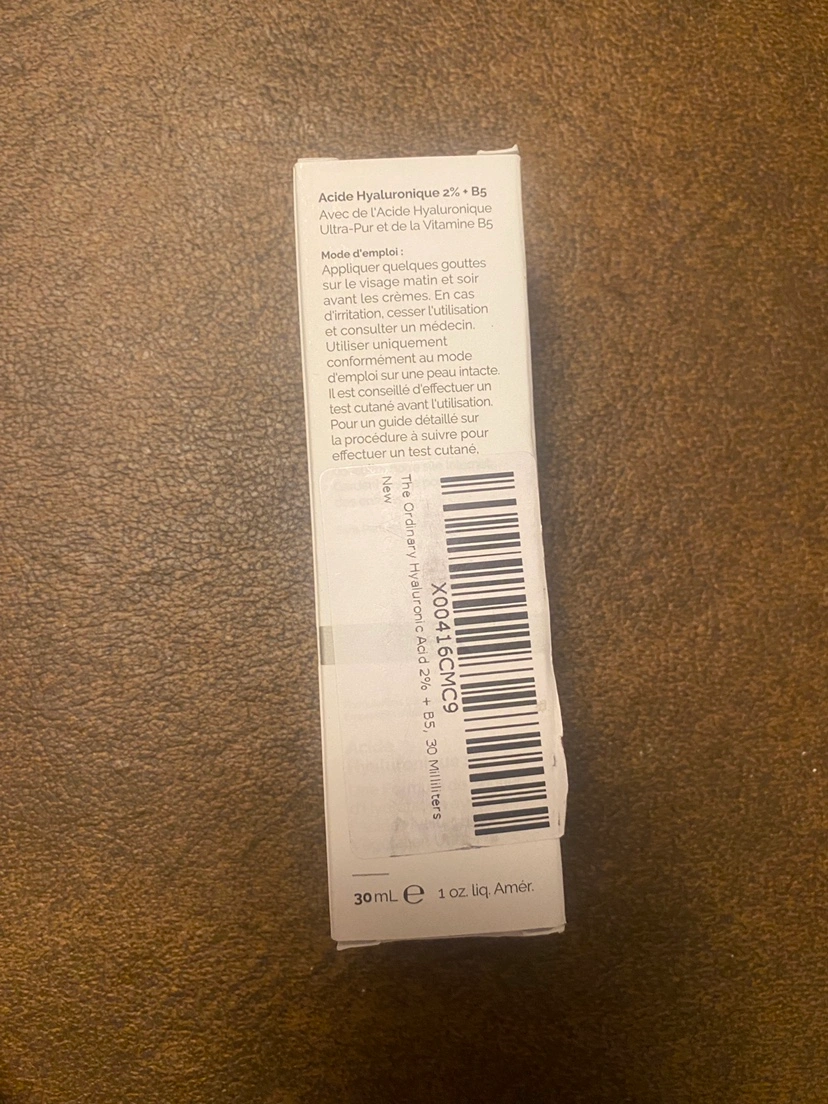 Acide Hyaluronique 2% + B5
Avec de l'Acide Hyaluronique
Ultra-Pur et de la Vitamine B5
Mode d'emploi :
Appliquer quelques gouttes
sur le visage matin et soir
avant les crèmes. En cas
d'irritation, cesser l'utilisation
et consulter un médecin.
Utiliser uniquement
conformément au mode
d'emploi sur une peau intacte.
Il est conseillé d'effectuer un
test cutané avant l'utilisation.
Pour un guide détaillé sur
la procédure à suivre pour
effectuer un test cutané,
X00416CMC9
The Ordinary Hyaluronic Acid 2% + B5, 30 Milliliters
New
30 mL e 1 oz. liq. Amér.